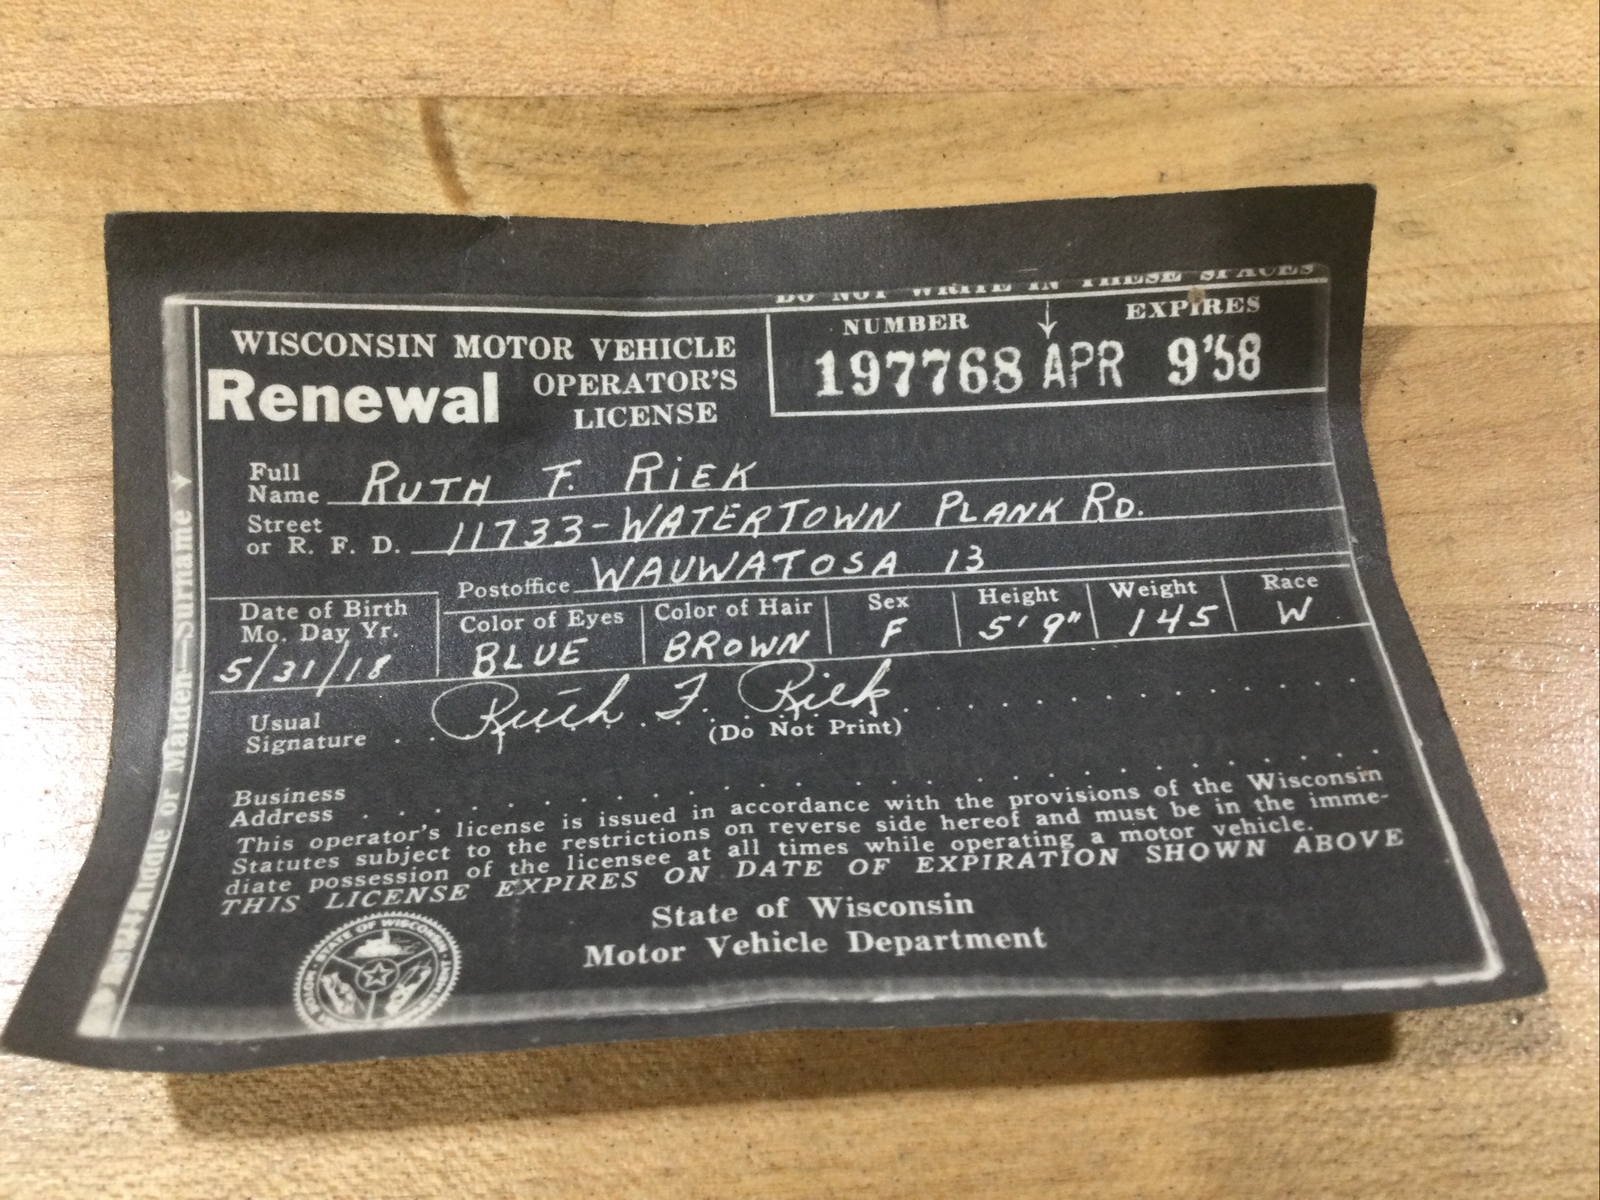 DO NOT WRITE IN THESE SPACES
NUMBER EXPIRES
197768 APR 9'58
WISCONSIN MOTOR VEHICLE
Renewal OPERATOR'S
LICENSE
Full
Name RUTH F. RIEK
Street
or R. F. D. 11733-WATERTOWN PLANK RD.
Postoffice WAUWATOSA 13
Date of Birth
Mo. Day Yr.
5/31/18
Color of Eyes
BLUE
Color of Hair
BROWN
Sex
F
Height
5' 9"
Weight
145
Race
W
Usual
Signature Ruth F. Riek
(Do Not Print)
Business
Address
This operator's license is issued in accordance with the provisions of the Wisconsin
Statutes subject to the restrictions on reverse side hereof and must be in the imme-
diate possession of the licensee at all times while operating a motor vehicle.
THIS LICENSE EXPIRES ON DATE OF EXPIRATION SHOWN ABOVE
State of Wisconsin
Motor Vehicle Department
STATE OF WISCONSIN
Middle or Maiden-Surname